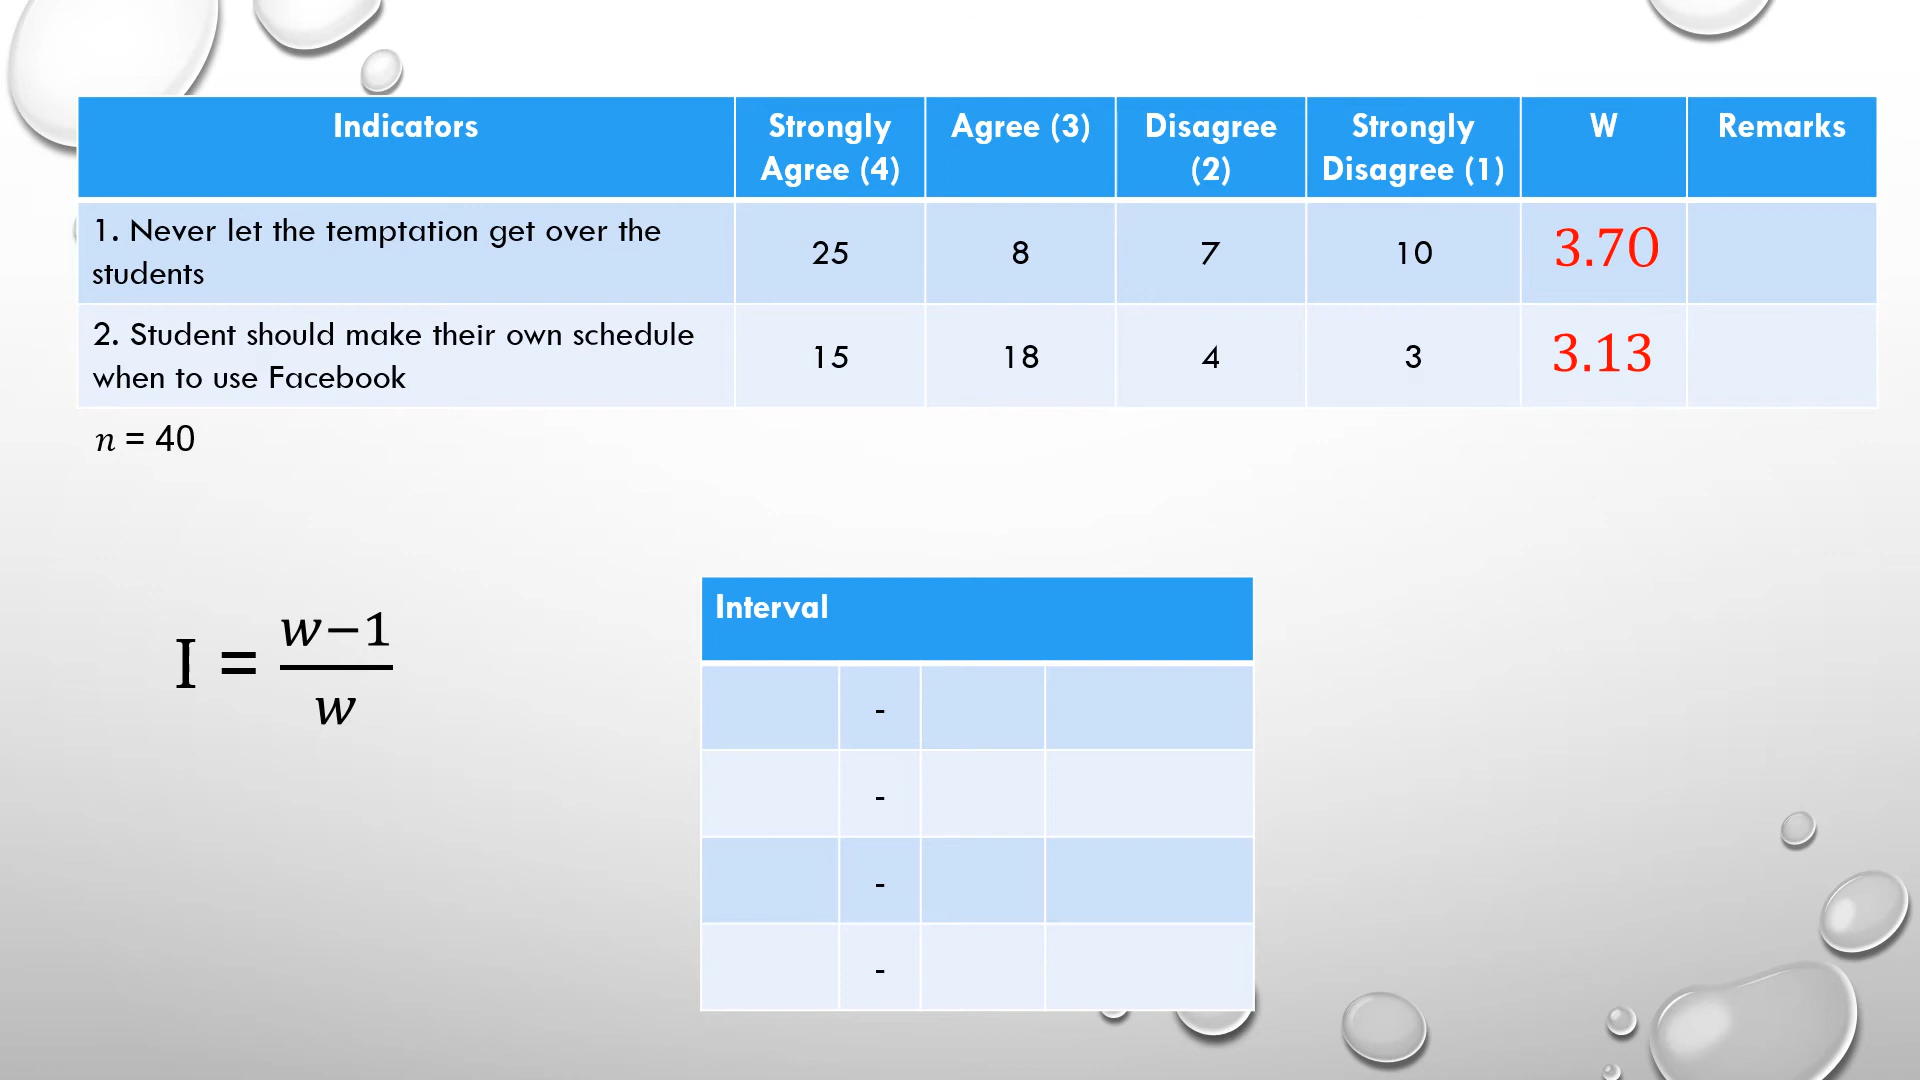 Indicators
Strongly Agree (4)
Agree (3)
Disagree (2)
Strongly Disagree (1)
W
Remarks
1. Never let the temptation get over the
students
25
8
7
10
3.70
2. Student should make their own schedule
when to use Facebook
15
18
4
3
3.13
n = 40
I = w−1
w
Interval
-
-
-
-